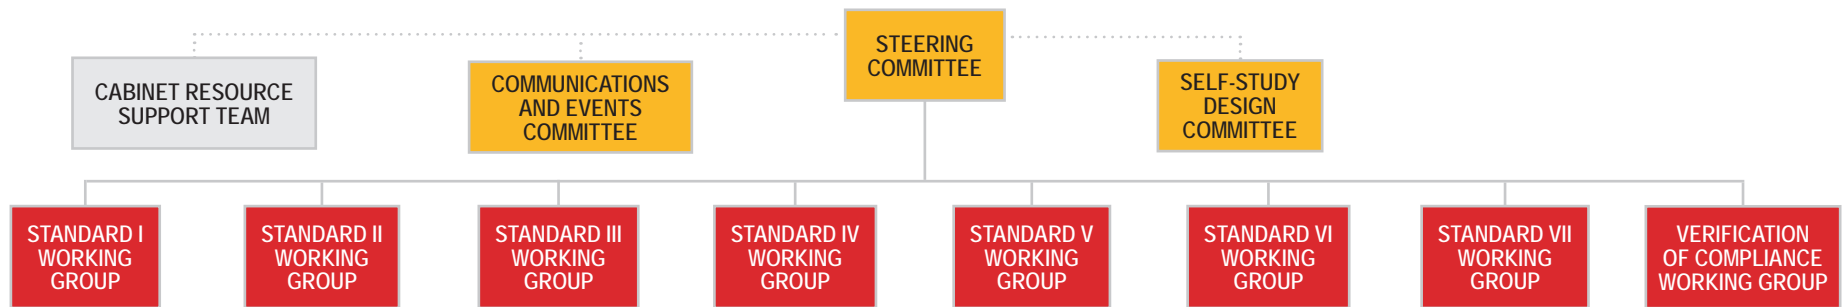 STEERING
COMMITTEE
CABINET RESOURCE
SUPPORT TEAM
COMMUNICATIONS
AND EVENTS
COMMITTEE
SELF-STUDY
DESIGN
COMMITTEE
STANDARD I
WORKING
GROUP
STANDARD II
WORKING
GROUP
STANDARD III
WORKING
GROUP
STANDARD IV
WORKING
GROUP
STANDARD V
WORKING
GROUP
STANDARD VI
WORKING
GROUP
STANDARD VII
WORKING
GROUP
VERIFICATION
OF COMPLIANCE
WORKING GROUP